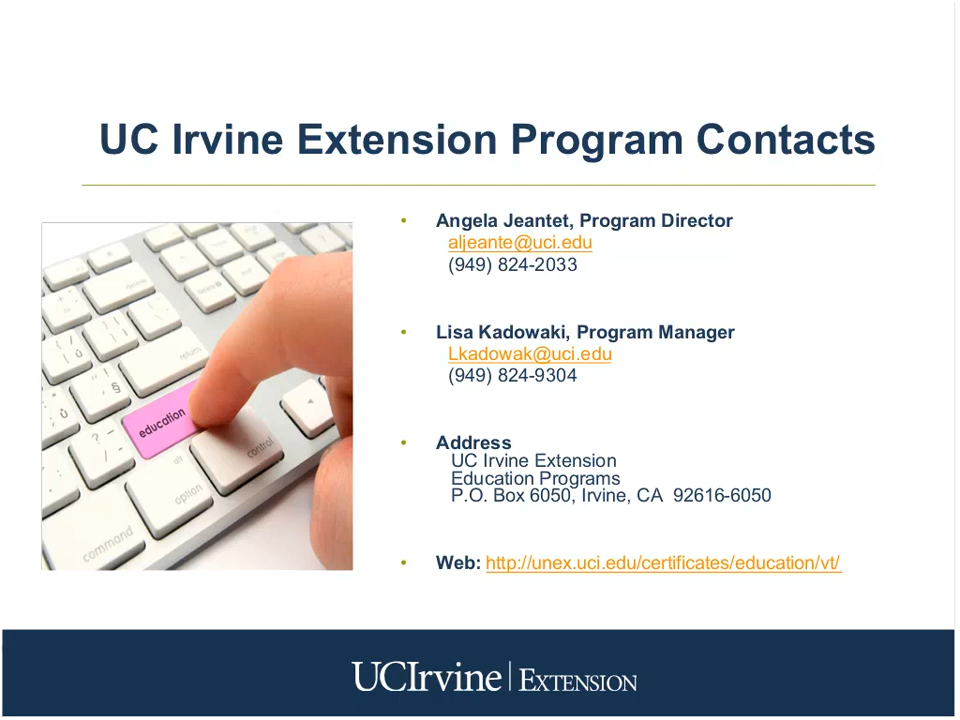 UC Irvine Extension Program Contacts
• Angela Jeantet, Program Director
aljeante@uci.edu
(949) 824-2033
• Lisa Kadowaki, Program Manager
Lkadowak@uci.edu
(949) 824-9304
• Address
UC Irvine Extension
Education Programs
P.O. Box 6050, Irvine, CA 92616-6050
• Web: http://unex.uci.edu/certificates/education/vt/
return
education
control
alt
option
command
UCIrvine | EXTENSION